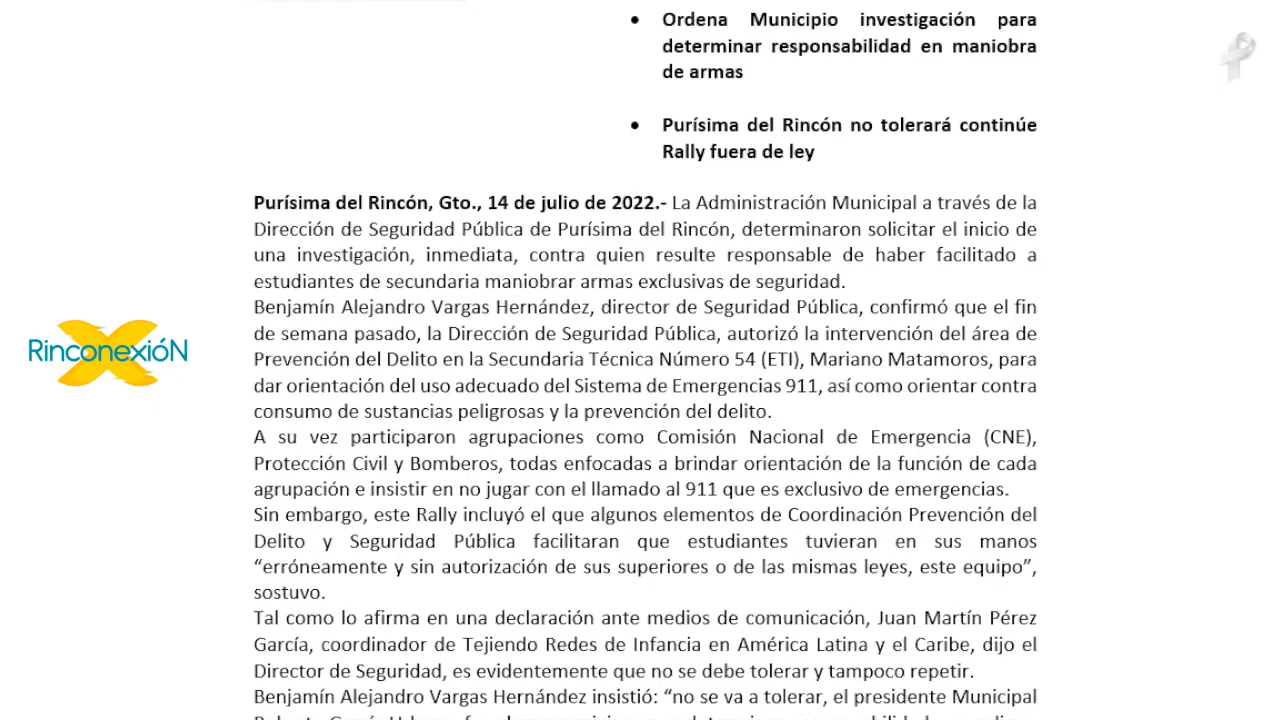 • Ordena Municipio investigación para
determinar responsabilidad en maniobra
de armas
• Purísima del Rincón no tolerará continúe
Rally fuera de ley
Purísima del Rincón, Gto., 14 de julio de 2022.- La Administración Municipal a través de la
Dirección de Seguridad Pública de Purísima del Rincón, determinaron solicitar el inicio de
una investigación, inmediata, contra quien resulte responsable de haber facilitado a
estudiantes de secundaria maniobrar armas exclusivas de seguridad.
Benjamín Alejandro Vargas Hernández, director de Seguridad Pública, confirmó que el fin
de semana pasado, la Dirección de Seguridad Pública, autorizó la intervención del área de
Prevención del Delito en la Secundaria Técnica Número 54 (ETI), Mariano Matamoros, para
dar orientación del uso adecuado del Sistema de Emergencias 911, así como orientar contra
consumo de sustancias peligrosas y la prevención del delito.
A su vez participaron agrupaciones como Comisión Nacional de Emergencia (CNE),
Protección Civil y Bomberos, todas enfocadas a brindar orientación de la función de cada
agrupación e insistir en no jugar con el llamado al 911 que es exclusivo de emergencias.
Sin embargo, este Rally incluyó el que algunos elementos de Coordinación Prevención del
Delito y Seguridad Pública facilitaran que estudiantes tuvieran en sus manos
“erróneamente y sin autorización de sus superiores o de las mismas leyes, este equipo”,
sostuvo.
Tal como lo afirma en una declaración ante medios de comunicación, Juan Martín Pérez
García, coordinador de Tejiendo Redes de Infancia en América Latina y el Caribe, dijo el
Director de Seguridad, es evidentemente que no se debe tolerar y tampoco repetir.
Benjamín Alejandro Vargas Hernández insistió: “no se va a tolerar, el presidente Municipal
RinconexióN